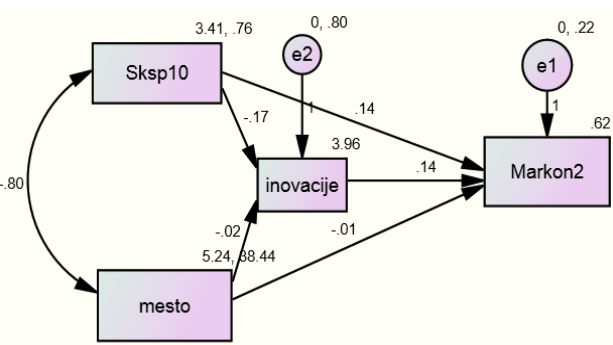 3.41, .76
0, .80
0, .22
Sksp10
e2
e1
1
1
.14
.62
-.17
3.96
Markon2
inovacije
.14
-.80
-.02
-.01
5.24, 38.44
mesto